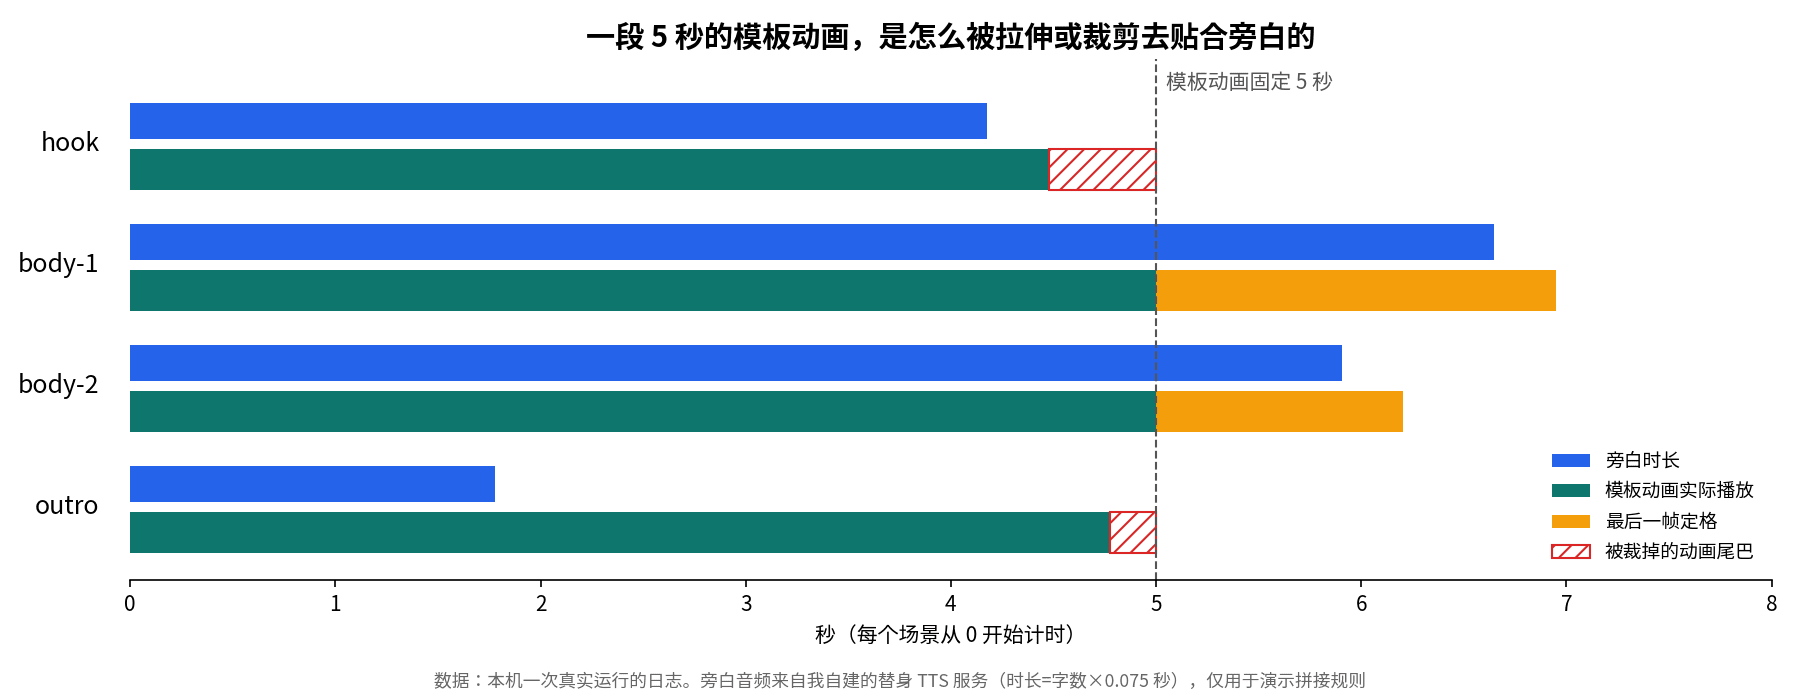 一段 5 秒的模板动画，是怎么被拉伸或裁剪去贴合旁白的
模板动画固定 5 秒
hook
body-1
body-2
outro
旁白时长
模板动画实际播放
最后一帧定格
被裁掉的动画尾巴
0 1 2 3 4 5 6 7 8
秒（每个场景从 0 开始计时）
数据：本机一次真实运行的日志。旁白音频来自我自建的替身 TTS 服务（时长=字数×0.075 秒），仅用于演示拼接规则